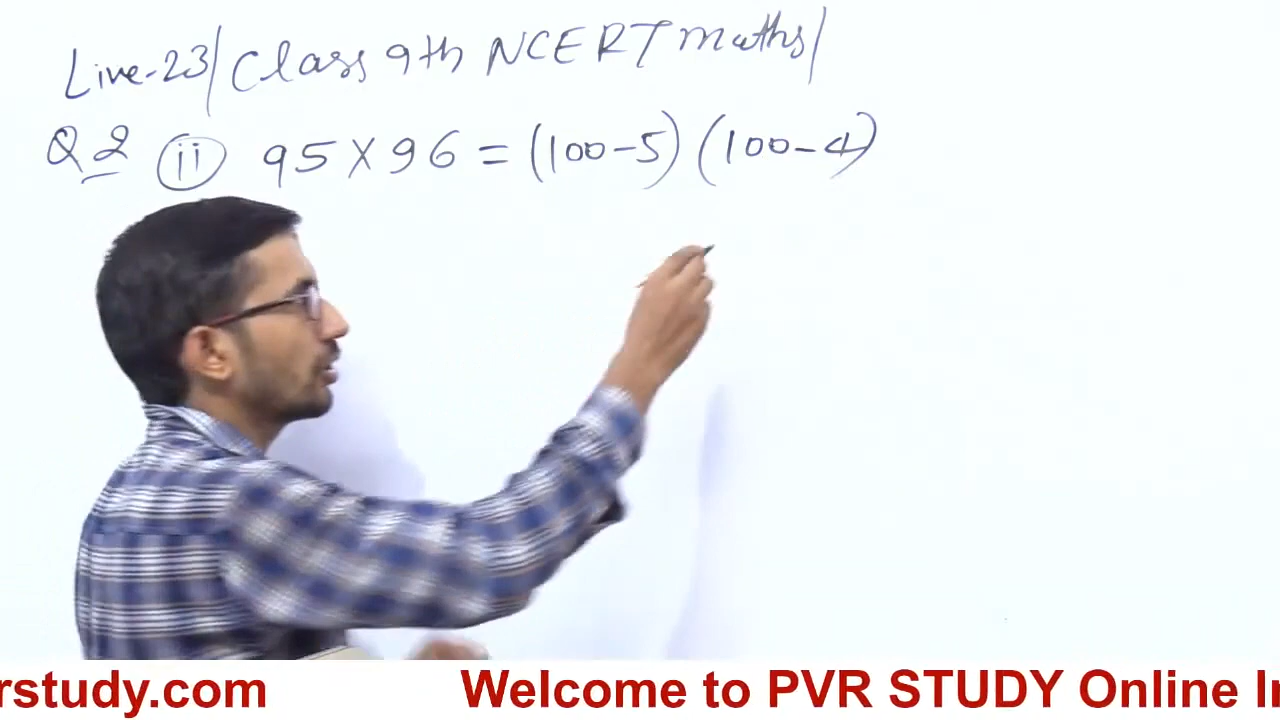 Live-23/ Class 9th NCERT maths/
Q2 (ii) 95×96 = (100-5) (100-4)
rstudy.com Welcome to PVR STUDY Online In